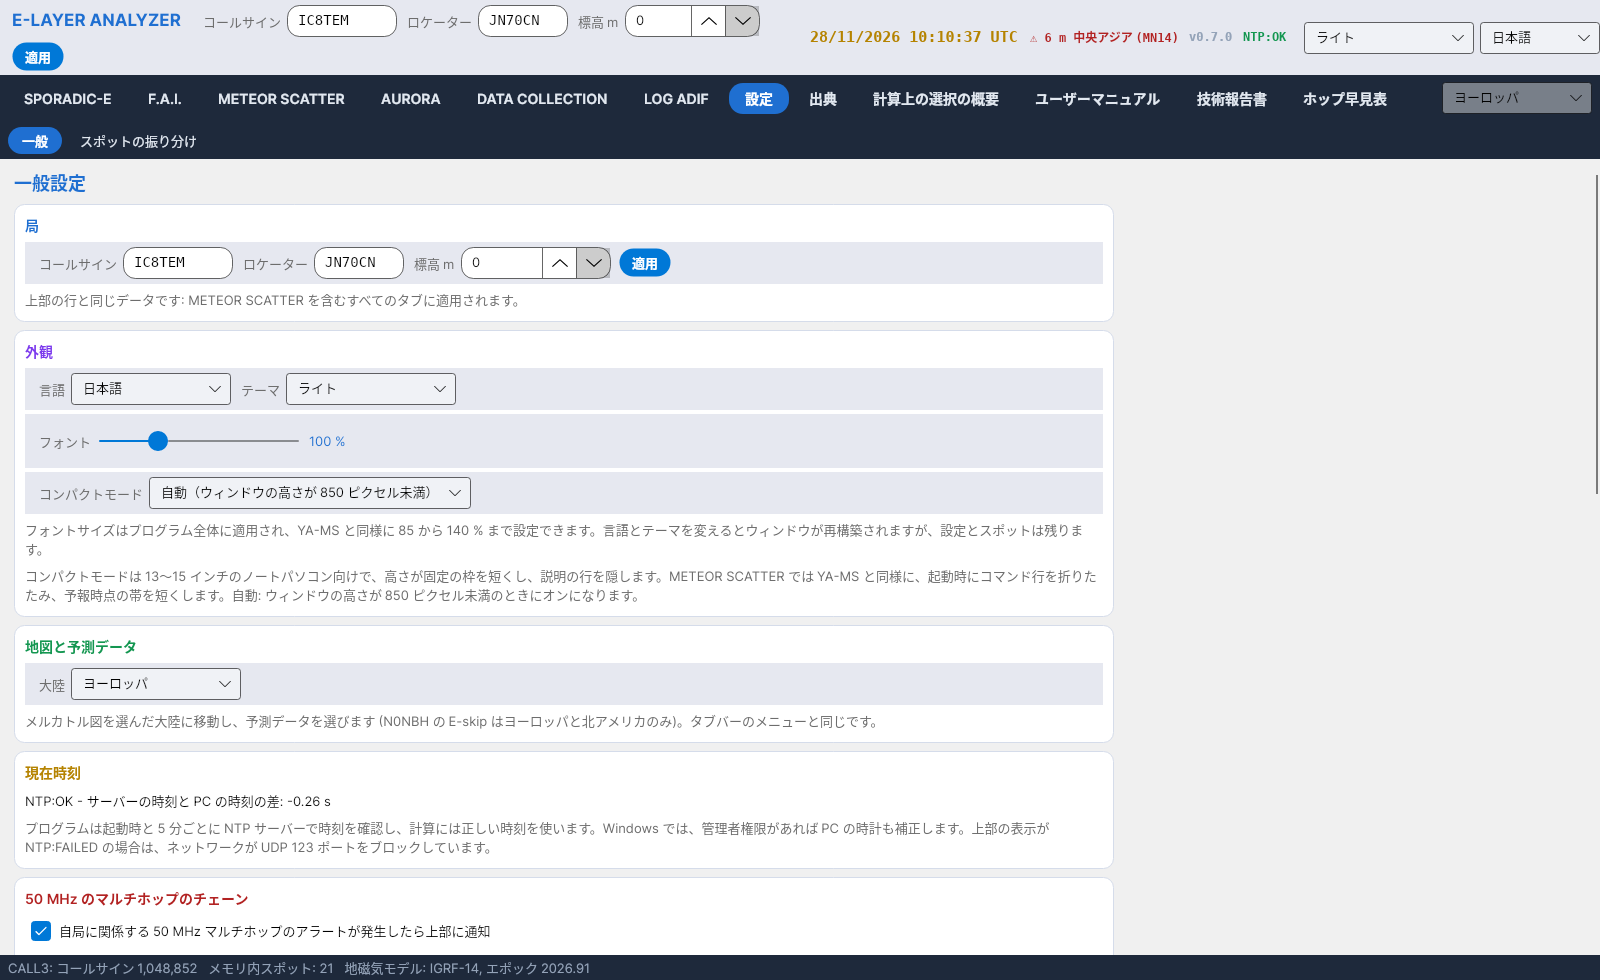 E-LAYER ANALYZER コールサイン IC8TEM ロケーター JN70CN 標高 m 0
適用
28/11/2026 10:10:37 UTC ⚠ 6 m 中央アジア (MN14) v0.7.0 NTP:OK ライト 日本語
SPORADIC-E F.A.I. METEOR SCATTER AURORA DATA COLLECTION LOG ADIF 設定 出典 計算上の選択の概要 ユーザーマニュアル 技術報告書 ホップ早見表 ヨーロッパ
一般 スポットの振り分け
一般設定
局
コールサイン IC8TEM ロケーター JN70CN 標高 m 0 適用
上部の行と同じデータです: METEOR SCATTER を含むすべてのタブに適用されます。
外観
言語 日本語 テーマ ライト
フォント 100 %
コンパクトモード 自動（ウィンドウの高さが 850 ピクセル未満）
フォントサイズはプログラム全体に適用され、YA-MS と同様に 85 から 140 % まで設定できます。言語とテーマを変えるとウィンドウが再構築されますが、設定とスポットは残りま
す。
コンパクトモードは 13～15 インチのノートパソコン向けで、高さが固定の枠を短くし、説明の行を隠します。METEOR SCATTER では YA-MS と同様に、起動時にコマンド行を折りた
たみ、予報時点の帯を短くします。自動: ウィンドウの高さが 850 ピクセル未満のときにオンになります。
地図と予測データ
大陸 ヨーロッパ
メルカトル図を選んだ大陸に移動し、予測データを選びます (N0NBH の E-skip はヨーロッパと北アメリカのみ)。タブバーのメニューと同じです。
現在時刻
NTP:OK - サーバーの時刻と PC の時刻の差: -0.26 s
プログラムは起動時と 5 分ごとに NTP サーバーで時刻を確認し、計算には正しい時刻を使います。Windows では、管理者権限があれば PC の時計も補正します。上部の表示が
NTP:FAILED の場合は、ネットワークが UDP 123 ポートをブロックしています。
50 MHz のマルチホップのチェーン
自局に関係する 50 MHz マルチホップのアラートが発生したら上部に通知
CALL3: コールサイン 1,048,852 メモリ内スポット: 21 地磁気モデル: IGRF-14, エポック 2026.91